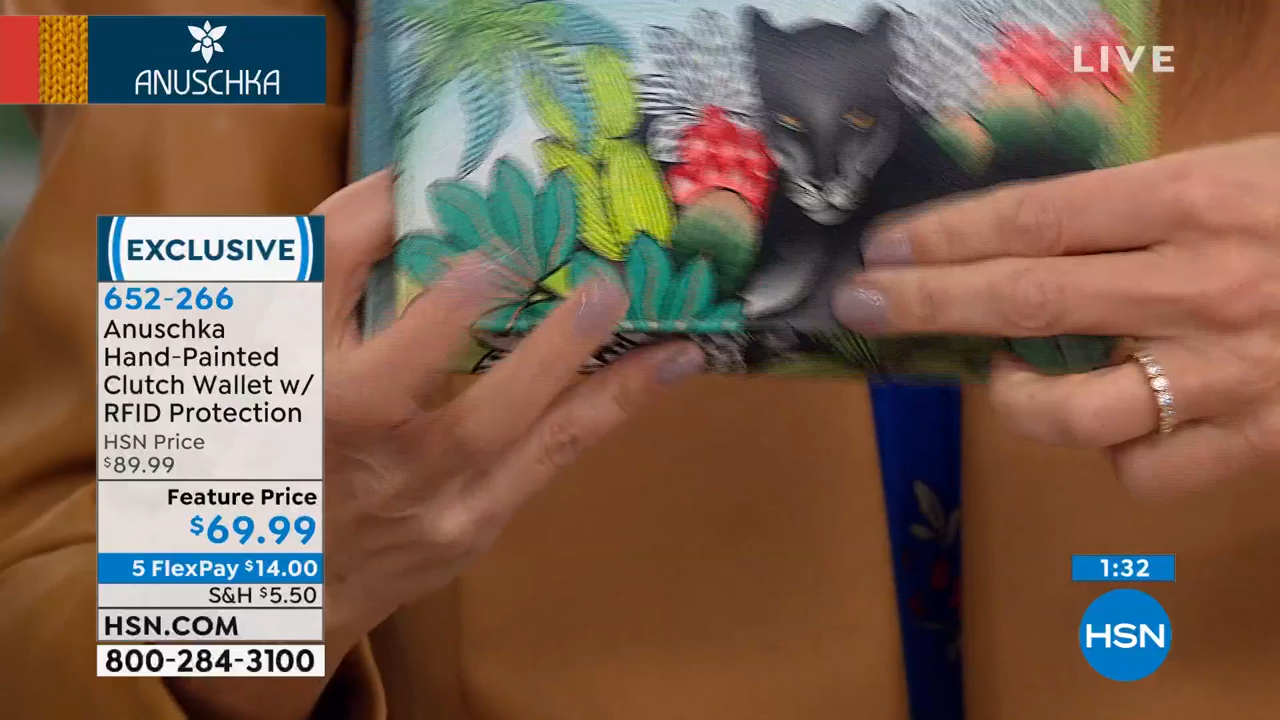 ANUSCHKA
LIVE
EXCLUSIVE
652-266
Anuschka
Hand-Painted
Clutch Wallet w/
RFID Protection
HSN Price
$89.99
Feature Price
$69.99
5 FlexPay $14.00
S&H $5.50
HSN.COM
800-284-3100
1:32
HSN